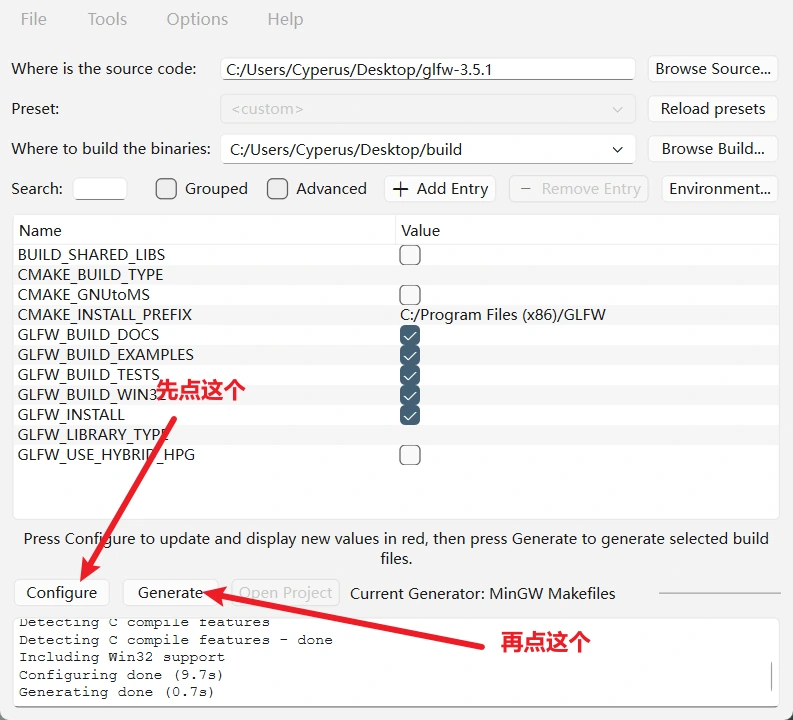 File Tools Options Help
Where is the source code: C:/Users/Cyperus/Desktop/glfw-3.5.1 Browse Source...
Preset: <custom> Reload presets
Where to build the binaries: C:/Users/Cyperus/Desktop/build Browse Build...
Search: Grouped Advanced + Add Entry − Remove Entry Environment...
Name Value
BUILD_SHARED_LIBS
CMAKE_BUILD_TYPE
CMAKE_GNUtoMS
CMAKE_INSTALL_PREFIX C:/Program Files (x86)/GLFW
GLFW_BUILD_DOCS
GLFW_BUILD_EXAMPLES
GLFW_BUILD_TESTS
GLFW_BUILD_WIN32
先点这个
GLFW_INSTALL
GLFW_LIBRARY_TYPE
GLFW_USE_HYBRID_HPG
Press Configure to update and display new values in red, then press Generate to generate selected build
files.
Configure Generate Open Project Current Generator: MinGW Makefiles
Detecting C compile features
Detecting C compile features - done
再点这个
Including Win32 support
Configuring done (9.7s)
Generating done (0.7s)